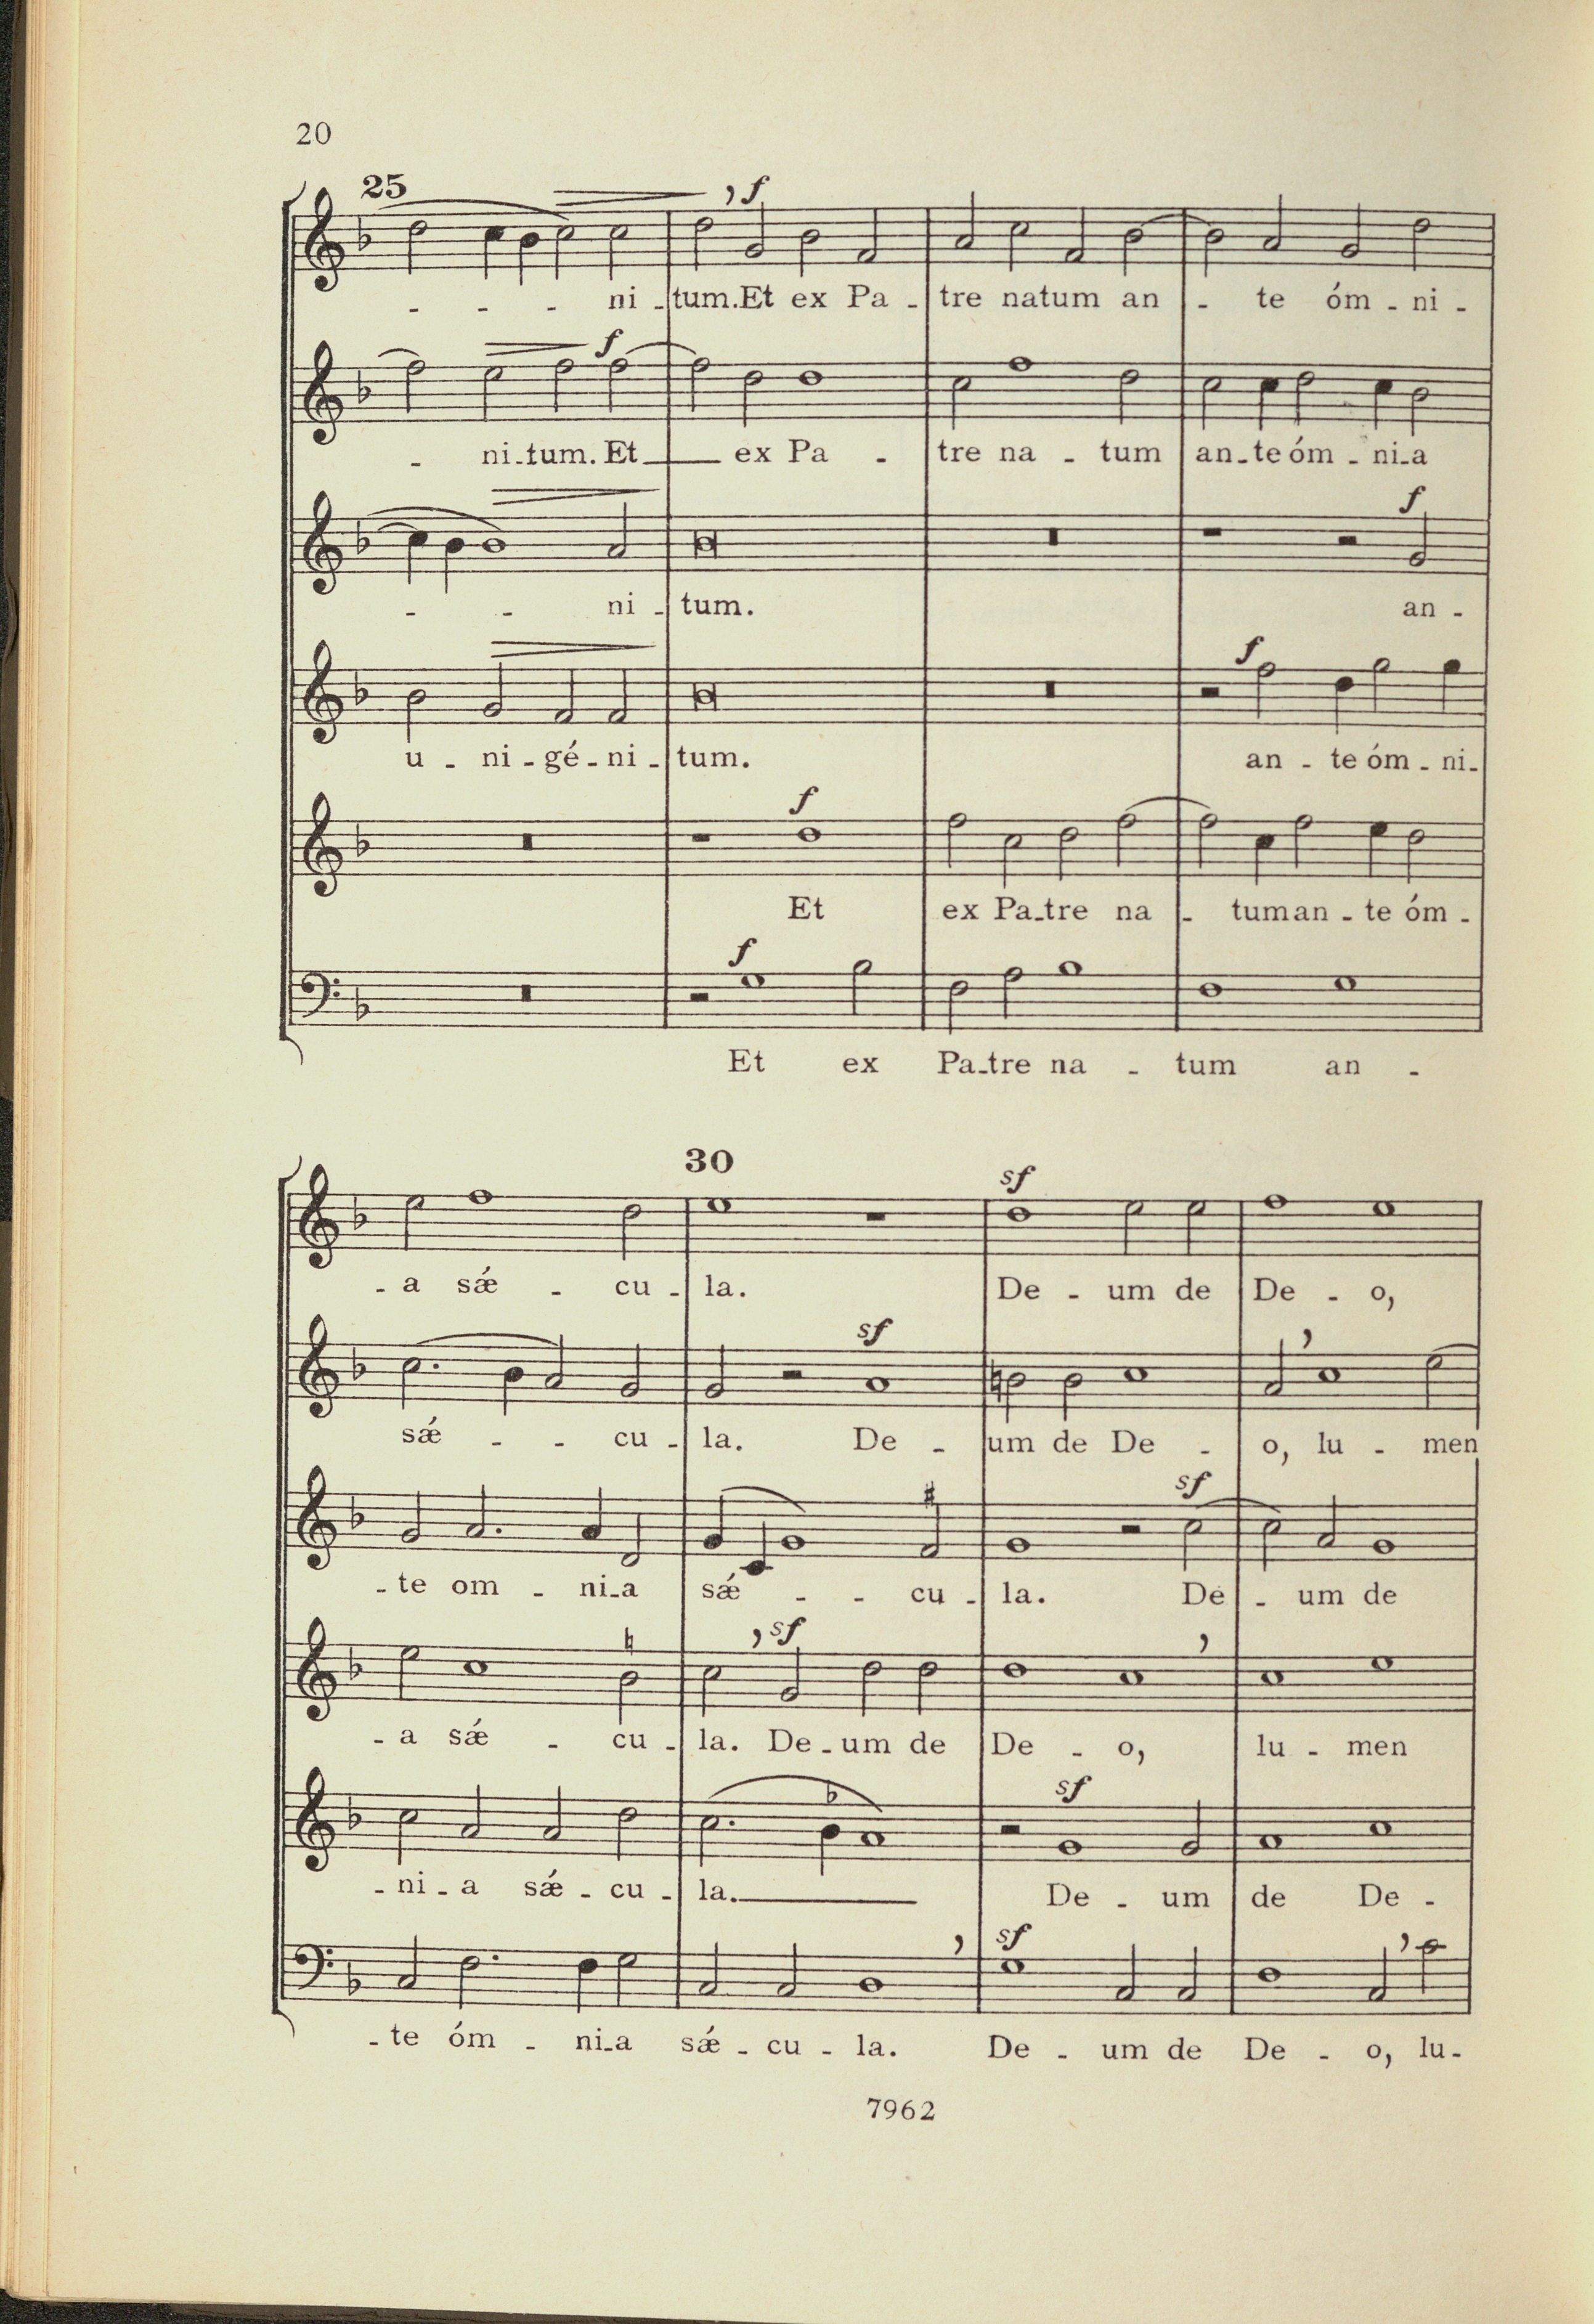 20
25
f
- - - ni - tum. Et ex Pa - tre natum an - te óm - ni -
f
- ni - tum. Et ex Pa - tre na - tum an - te óm - ni - a
f
- - ni - tum. an -
f
u - ni - gé - ni - tum. an - te óm - ni -
f
Et ex Pa - tre na - tum an - te óm -
f
Et ex Pa - tre na - tum an -
30
sf
- a sǽ - cu - la. De - um de De - o,
sf
sǽ - - cu - la. De - um de De - o, lu - men
sf
- te om - ni - a sǽ - - cu - la. De - um de
sf
- a sǽ - cu - la. De - um de De - o, lu - men
sf
- ni - a sǽ - cu - la. De - um de De -
sf
- te óm - ni - a sǽ - cu - la. De - um de De - o, lu -
7962